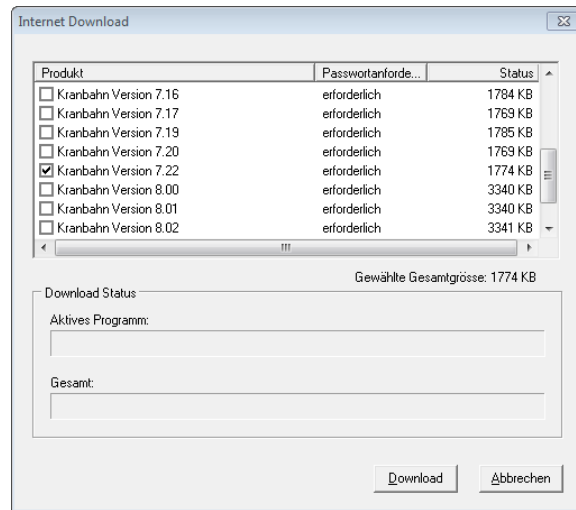 Internet Download
Produkt Passwortanforde... Status
Kranbahn Version 7.16 erforderlich 1784 KB
Kranbahn Version 7.17 erforderlich 1769 KB
Kranbahn Version 7.19 erforderlich 1785 KB
Kranbahn Version 7.20 erforderlich 1769 KB
Kranbahn Version 7.22 erforderlich 1774 KB
Kranbahn Version 8.00 erforderlich 3340 KB
Kranbahn Version 8.01 erforderlich 3340 KB
Kranbahn Version 8.02 erforderlich 3341 KB
Gewählte Gesamtgrösse: 1774 KB
Download Status
Aktives Programm:
Gesamt:
Download Abbrechen